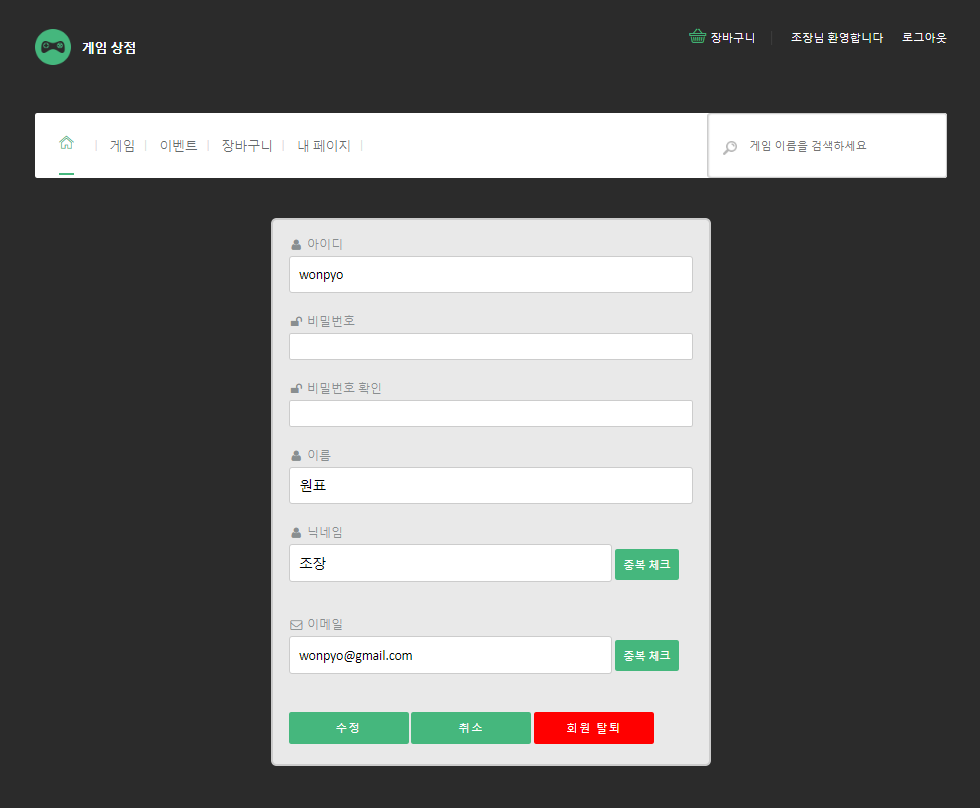 게임 상점
장바구니
조장님 환영합니다
로그아웃
게임
이벤트
장바구니
내 페이지
게임 이름을 검색하세요
아이디
wonpyo
비밀번호
비밀번호 확인
이름
원표
닉네임
조장
중복 체크
이메일
wonpyo@gmail.com
중복 체크
수정
취소
회원 탈퇴